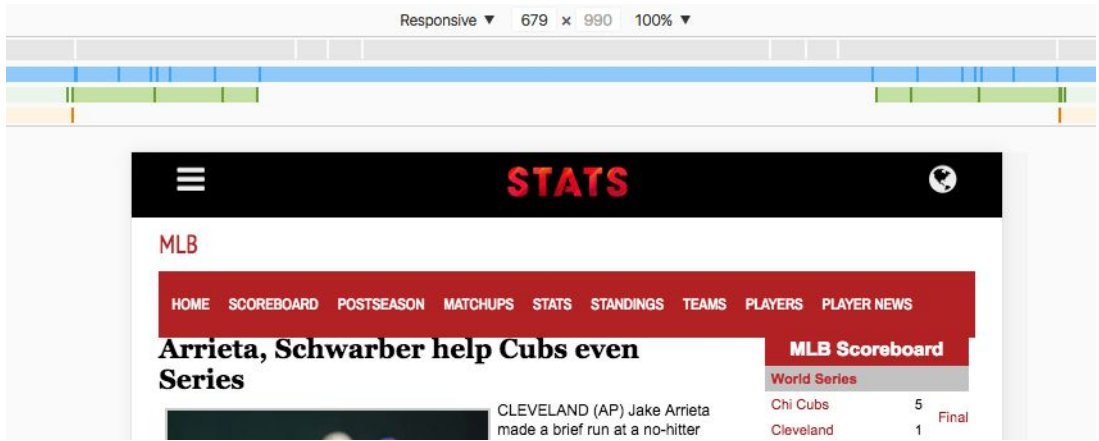 Responsive ▼ 679 × 990 100% ▼
STATS
MLB
HOME SCOREBOARD POSTSEASON MATCHUPS STATS STANDINGS TEAMS PLAYERS PLAYER NEWS
Arrieta, Schwarber help Cubs even
Series
CLEVELAND (AP) Jake Arrieta
made a brief run at a no-hitter
MLB Scoreboard
World Series
Chi Cubs 5
Final
Cleveland 1